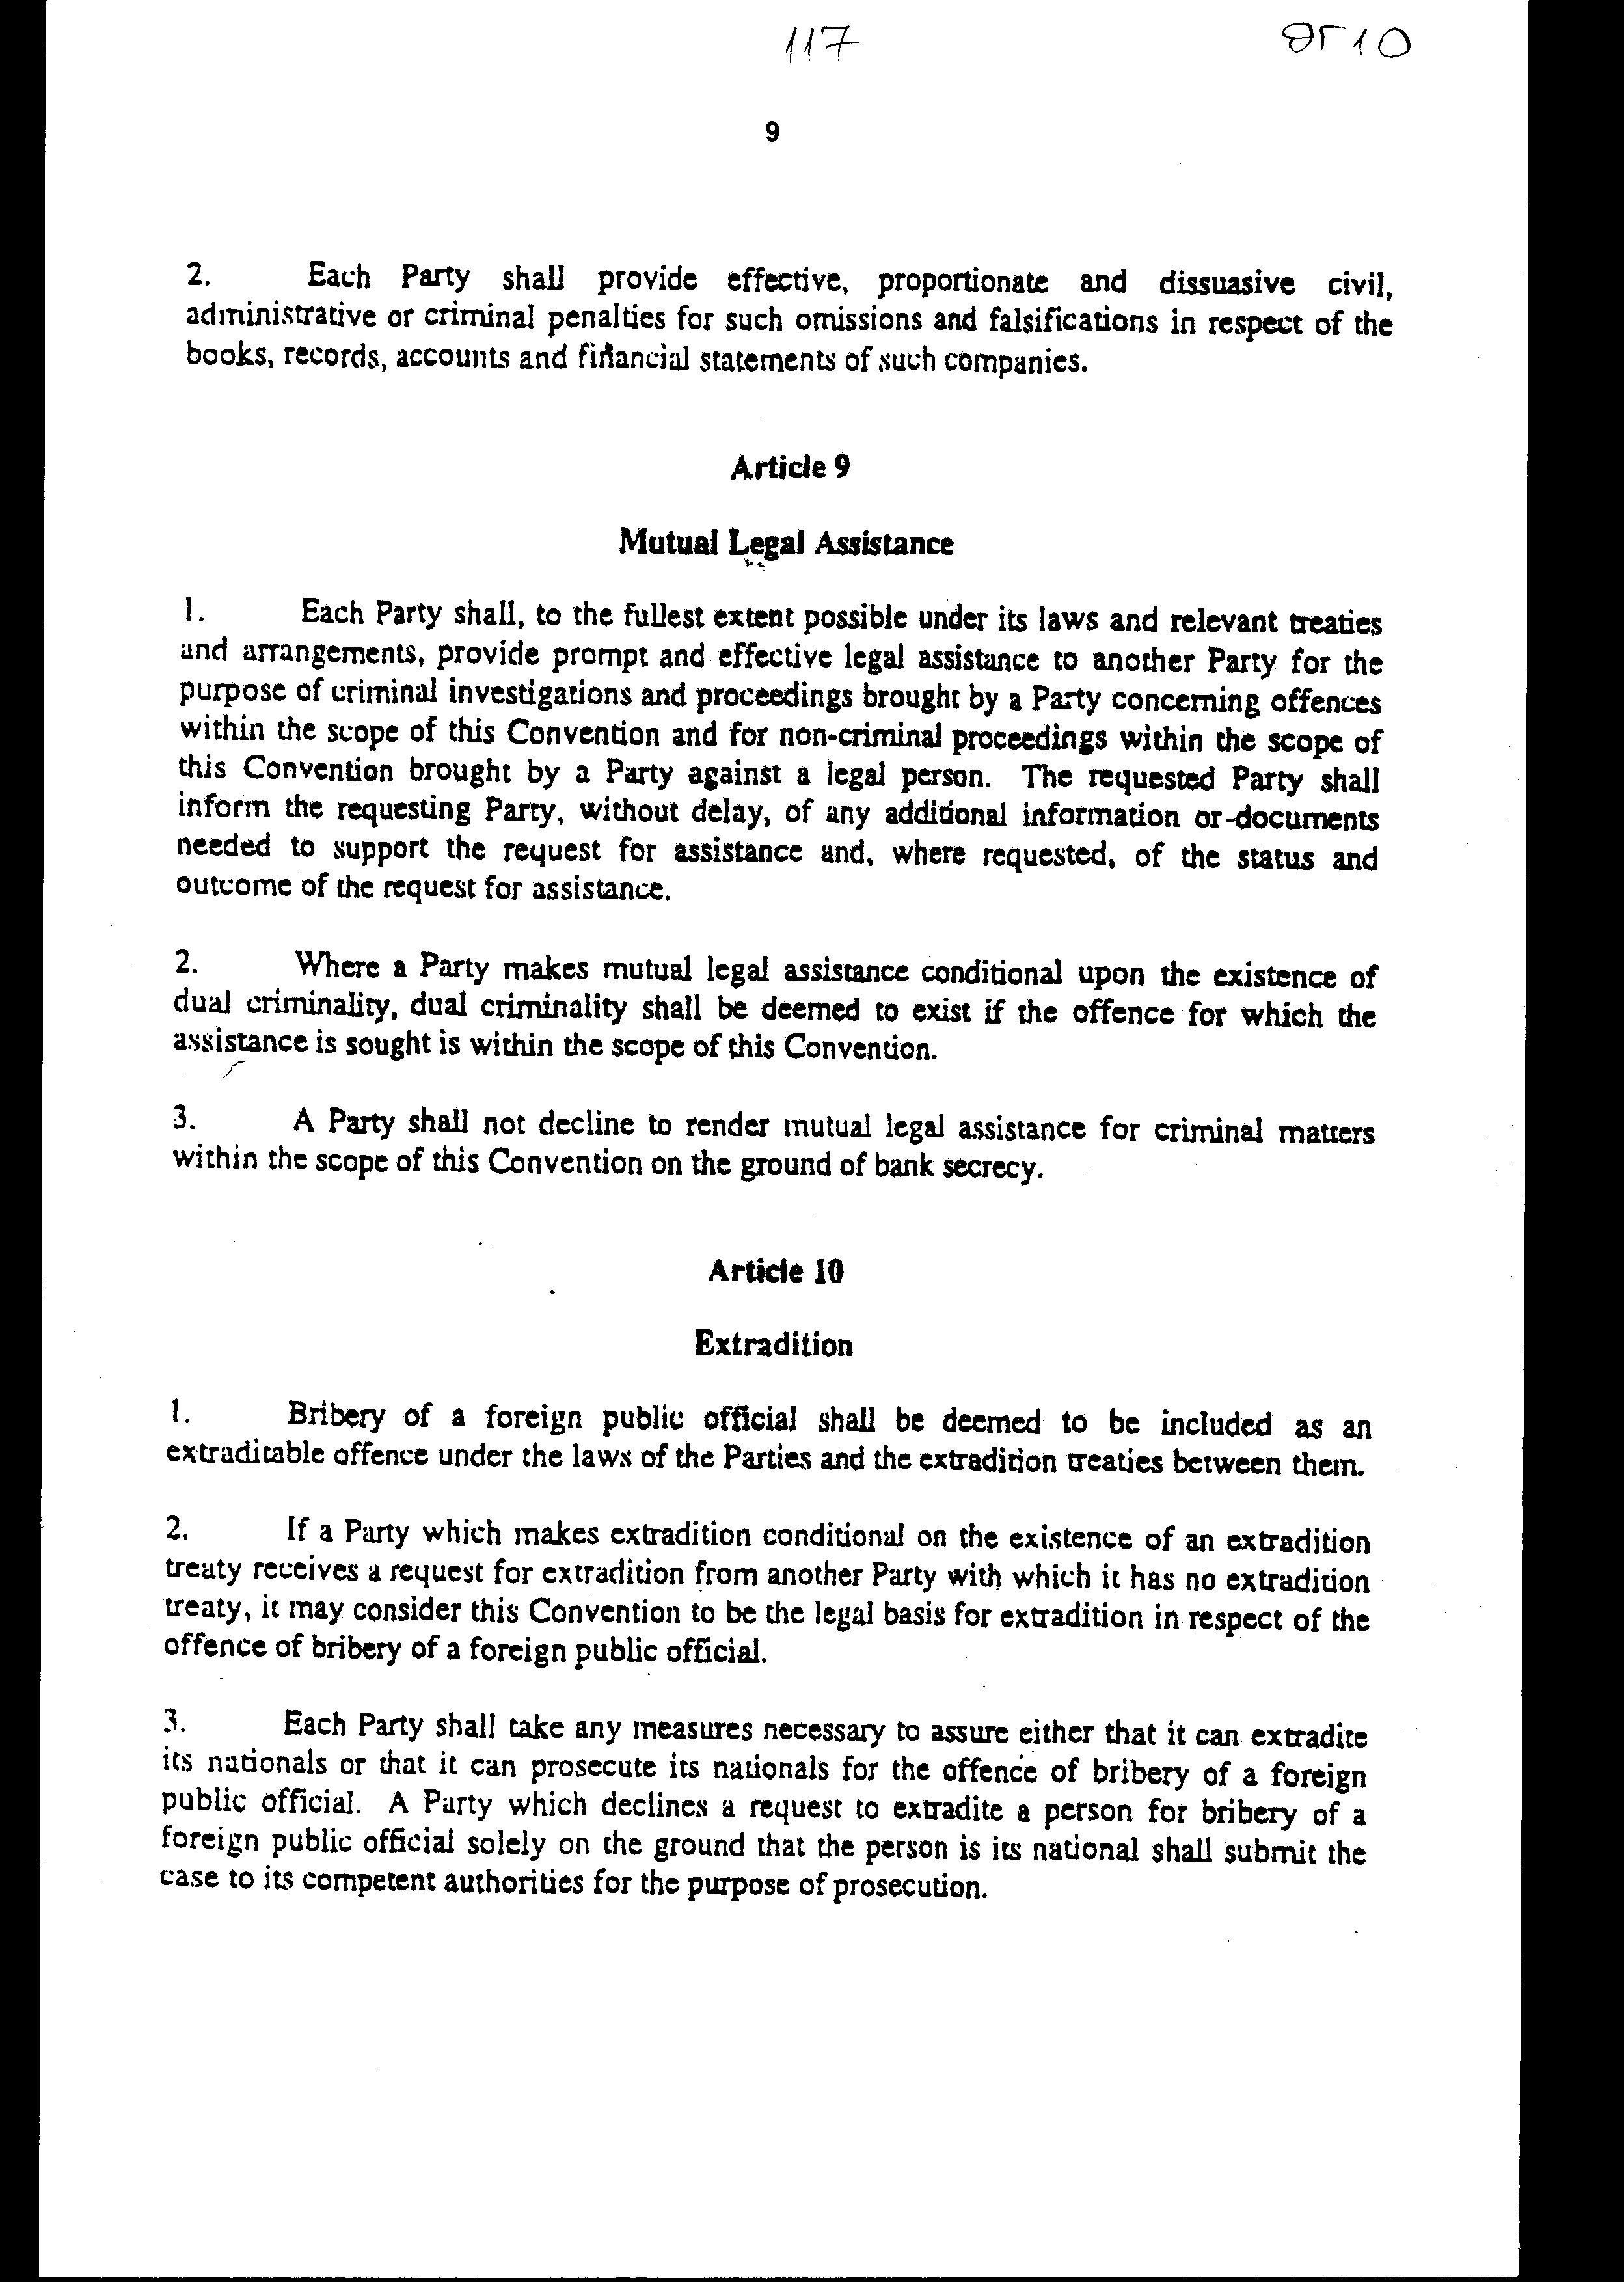 117
9
2. Each Party shall provide effective, proportionate and dissuasive civil,
administrative or criminal penalties for such omissions and falsifications in respect of the
books, records, accounts and financial statements of such companies.
Article 9
Mutual Legal Assistance
1. Each Party shall, to the fullest extent possible under its laws and relevant treaties
and arrangements, provide prompt and effective legal assistance to another Party for the
purpose of criminal investigations and proceedings brought by a Party concerning offences
within the scope of this Convention and for non-criminal proceedings within the scope of
this Convention brought by a Party against a legal person. The requested Party shall
inform the requesting Party, without delay, of any additional information or documents
needed to support the request for assistance and, where requested, of the status and
outcome of the request for assistance.
2. Where a Party makes mutual legal assistance conditional upon the existence of
dual criminality, dual criminality shall be deemed to exist if the offence for which the
assistance is sought is within the scope of this Convention.
3. A Party shall not decline to render mutual legal assistance for criminal matters
within the scope of this Convention on the ground of bank secrecy.
Article 10
Extradition
1. Bribery of a foreign public official shall be deemed to be included as an
extraditable offence under the laws of the Parties and the extradition treaties between them.
2. If a Party which makes extradition conditional on the existence of an extradition
treaty receives a request for extradition from another Party with which it has no extradition
treaty, it may consider this Convention to be the legal basis for extradition in respect of the
offence of bribery of a foreign public official.
3. Each Party shall take any measures necessary to assure either that it can extradite
its nationals or that it can prosecute its nationals for the offence of bribery of a foreign
public official. A Party which declines a request to extradite a person for bribery of a
foreign public official solely on the ground that the person is its national shall submit the
case to its competent authorities for the purpose of prosecution.